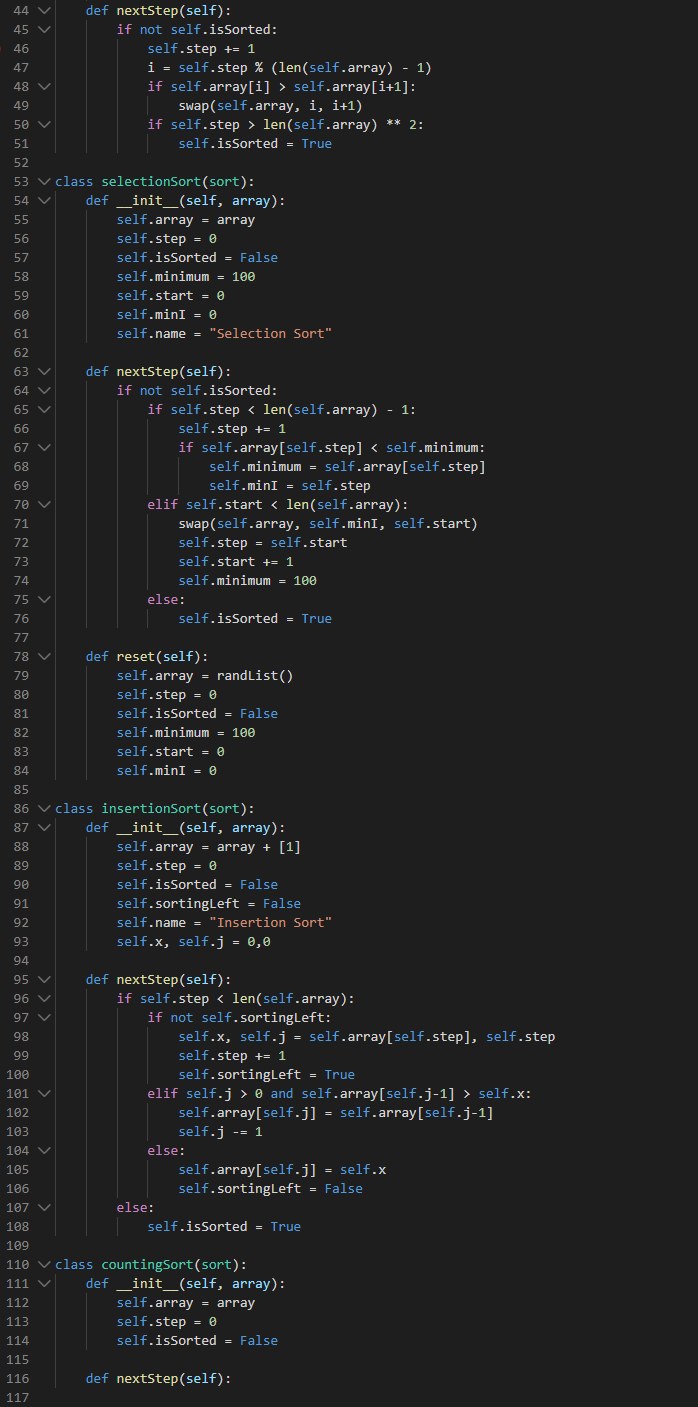 44 def nextStep(self):
45 if not self.isSorted:
46 self.step += 1
47 i = self.step % (len(self.array) - 1)
48 if self.array[i] > self.array[i+1]:
49 swap(self.array, i, i+1)
50 if self.step > len(self.array) ** 2:
51 self.isSorted = True
52
53 class selectionSort(sort):
54 def __init__(self, array):
55 self.array = array
56 self.step = 0
57 self.isSorted = False
58 self.minimum = 100
59 self.start = 0
60 self.minI = 0
61 self.name = "Selection Sort"
62
63 def nextStep(self):
64 if not self.isSorted:
65 if self.step < len(self.array) - 1:
66 self.step += 1
67 if self.array[self.step] < self.minimum:
68 self.minimum = self.array[self.step]
69 self.minI = self.step
70 elif self.start < len(self.array):
71 swap(self.array, self.minI, self.start)
72 self.step = self.start
73 self.start += 1
74 self.minimum = 100
75 else:
76 self.isSorted = True
77
78 def reset(self):
79 self.array = randList()
80 self.step = 0
81 self.isSorted = False
82 self.minimum = 100
83 self.start = 0
84 self.minI = 0
85
86 class insertionSort(sort):
87 def __init__(self, array):
88 self.array = array + [1]
89 self.step = 0
90 self.isSorted = False
91 self.sortingLeft = False
92 self.name = "Insertion Sort"
93 self.x, self.j = 0,0
94
95 def nextStep(self):
96 if self.step < len(self.array):
97 if not self.sortingLeft:
98 self.x, self.j = self.array[self.step], self.step
99 self.step += 1
100 self.sortingLeft = True
101 elif self.j > 0 and self.array[self.j-1] > self.x:
102 self.array[self.j] = self.array[self.j-1]
103 self.j -= 1
104 else:
105 self.array[self.j] = self.x
106 self.sortingLeft = False
107 else:
108 self.isSorted = True
109
110 class countingSort(sort):
111 def __init__(self, array):
112 self.array = array
113 self.step = 0
114 self.isSorted = False
115
116 def nextStep(self):
117